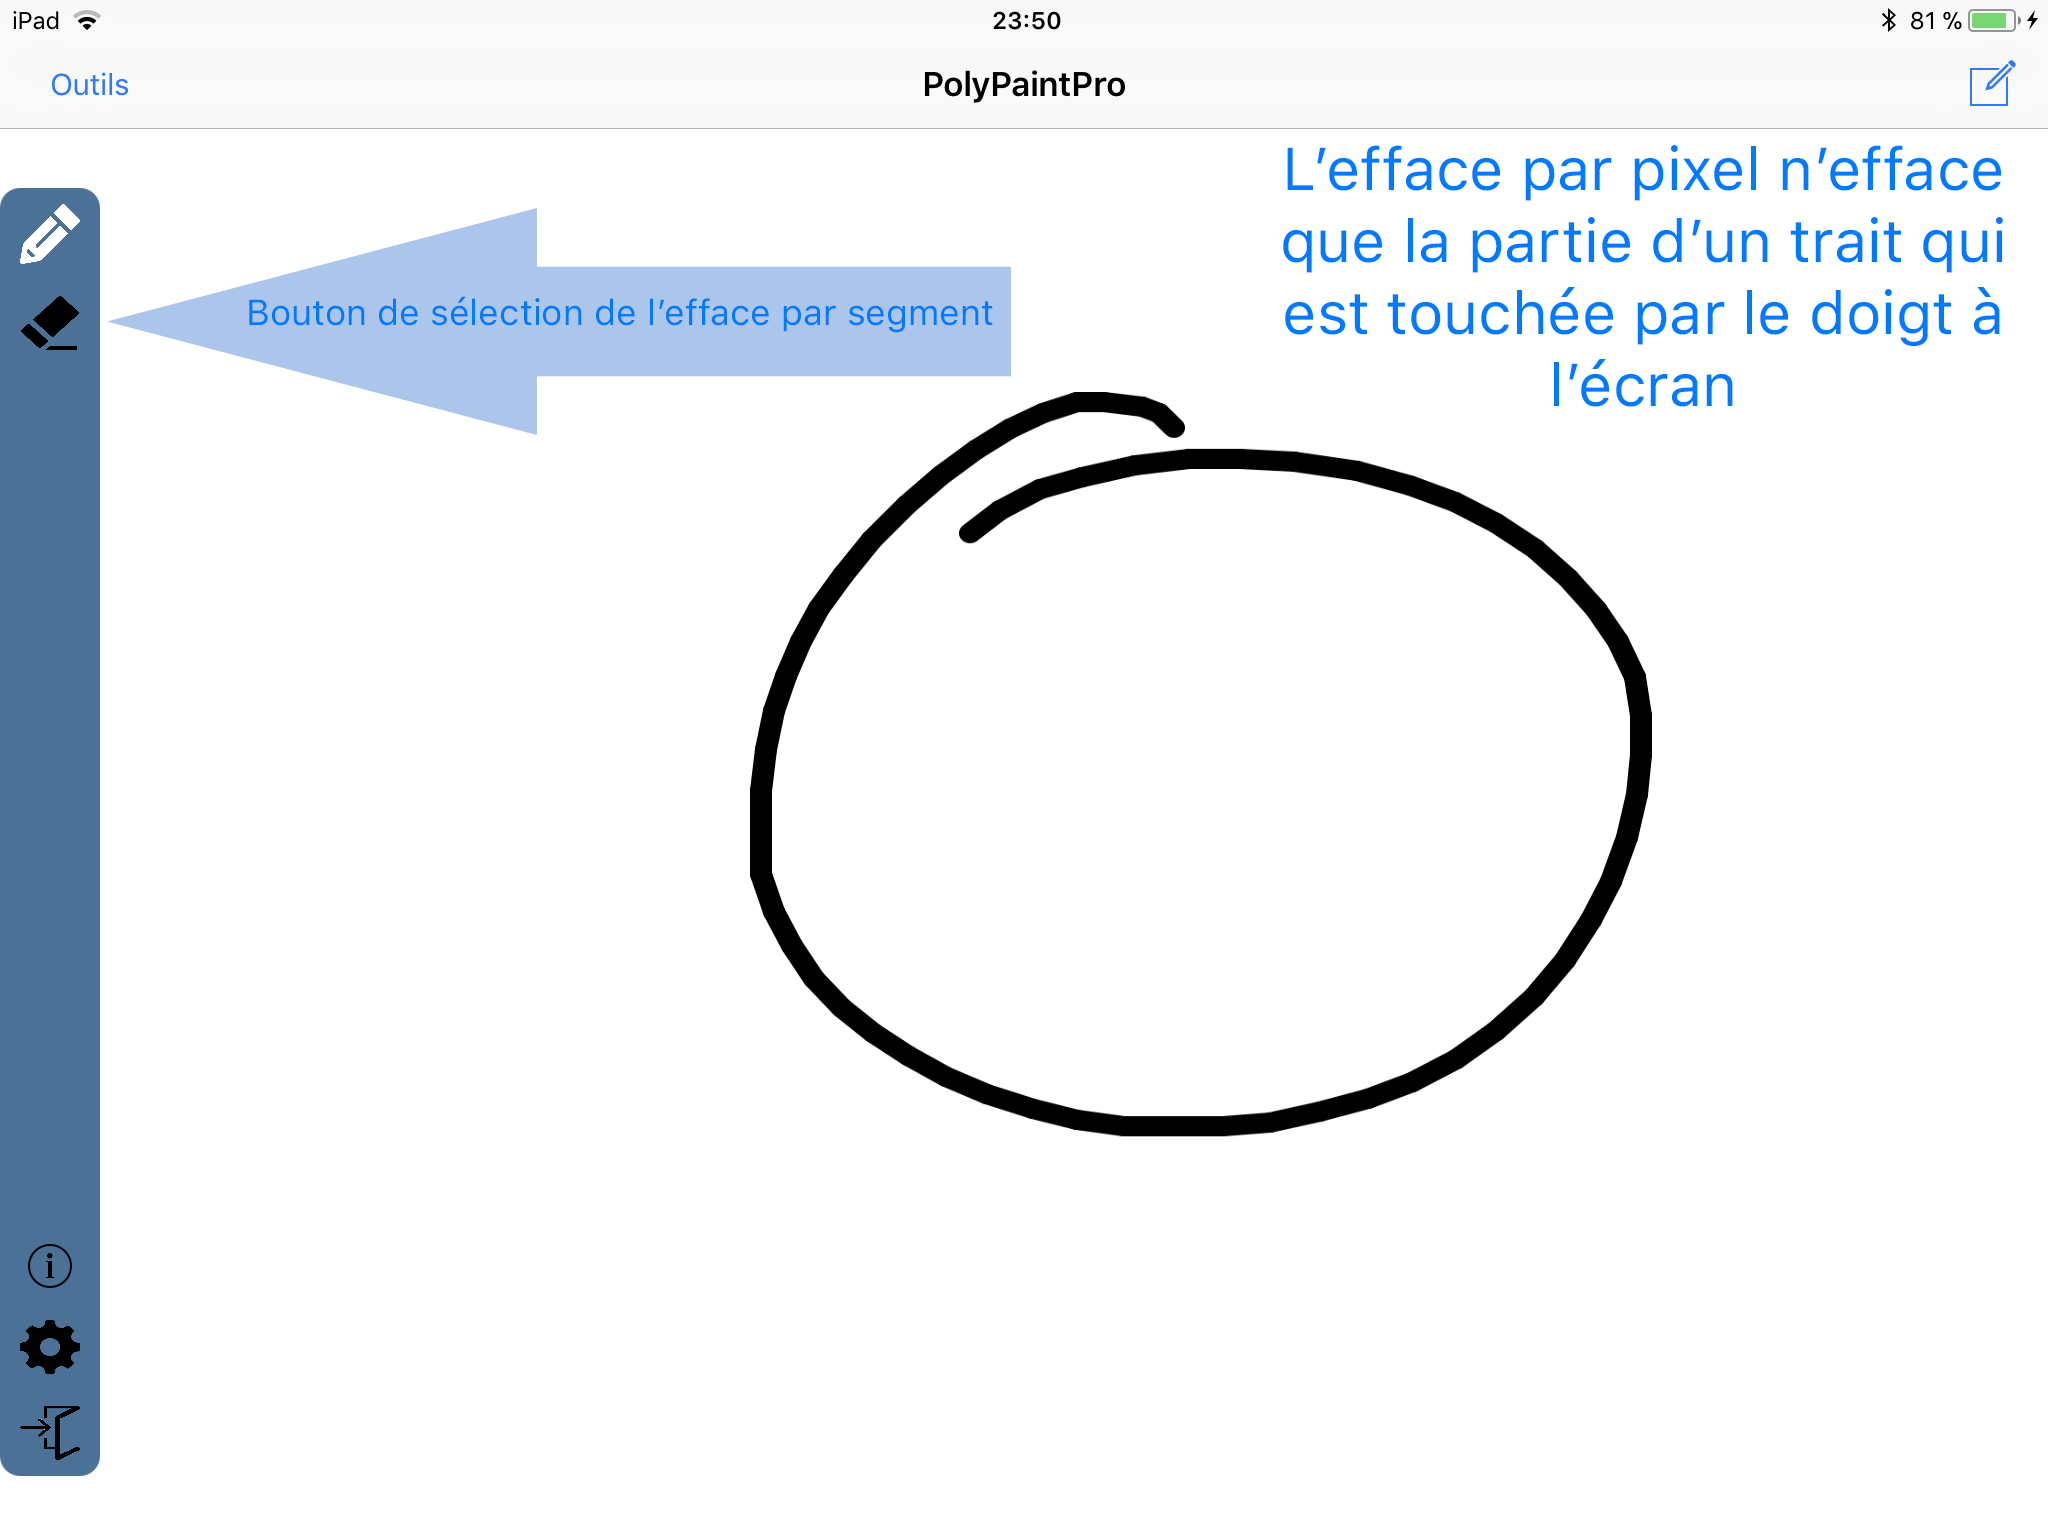 iPad 23:50 81 %
Outils PolyPaintPro
L’efface par pixel n’efface
que la partie d’un trait qui
est touchée par le doigt à
l’écran
Bouton de sélection de l’efface par segment
i